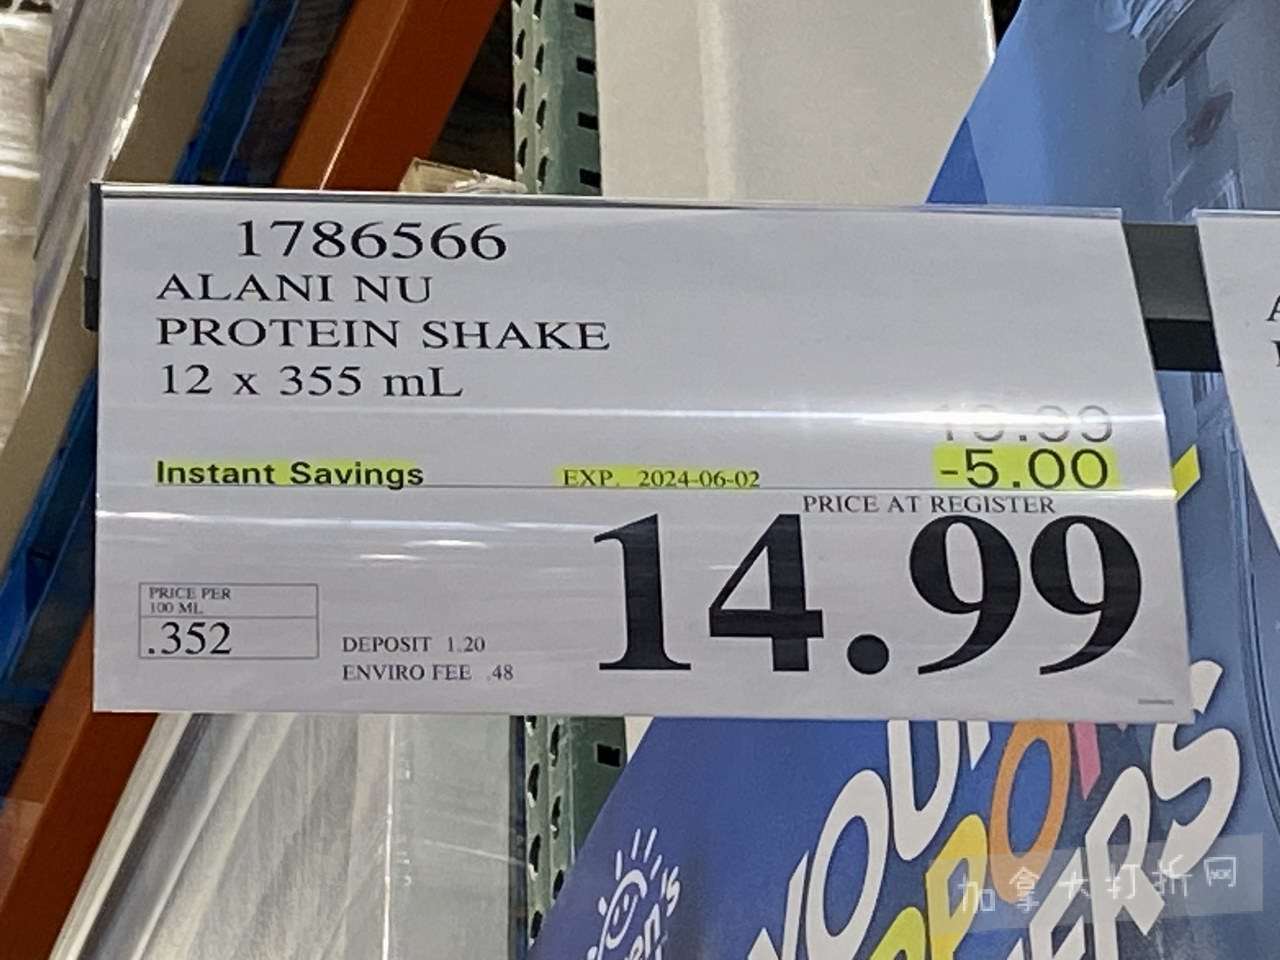 1786566
ALANI NU
PROTEIN SHAKE
12 x 355 mL
19.99
Instant Savings EXP. 2024-06-02 -5.00
PRICE AT REGISTER
14.99
PRICE PER
100 ML
.352
DEPOSIT 1.20
ENVIRO FEE .48
加拿大打折网